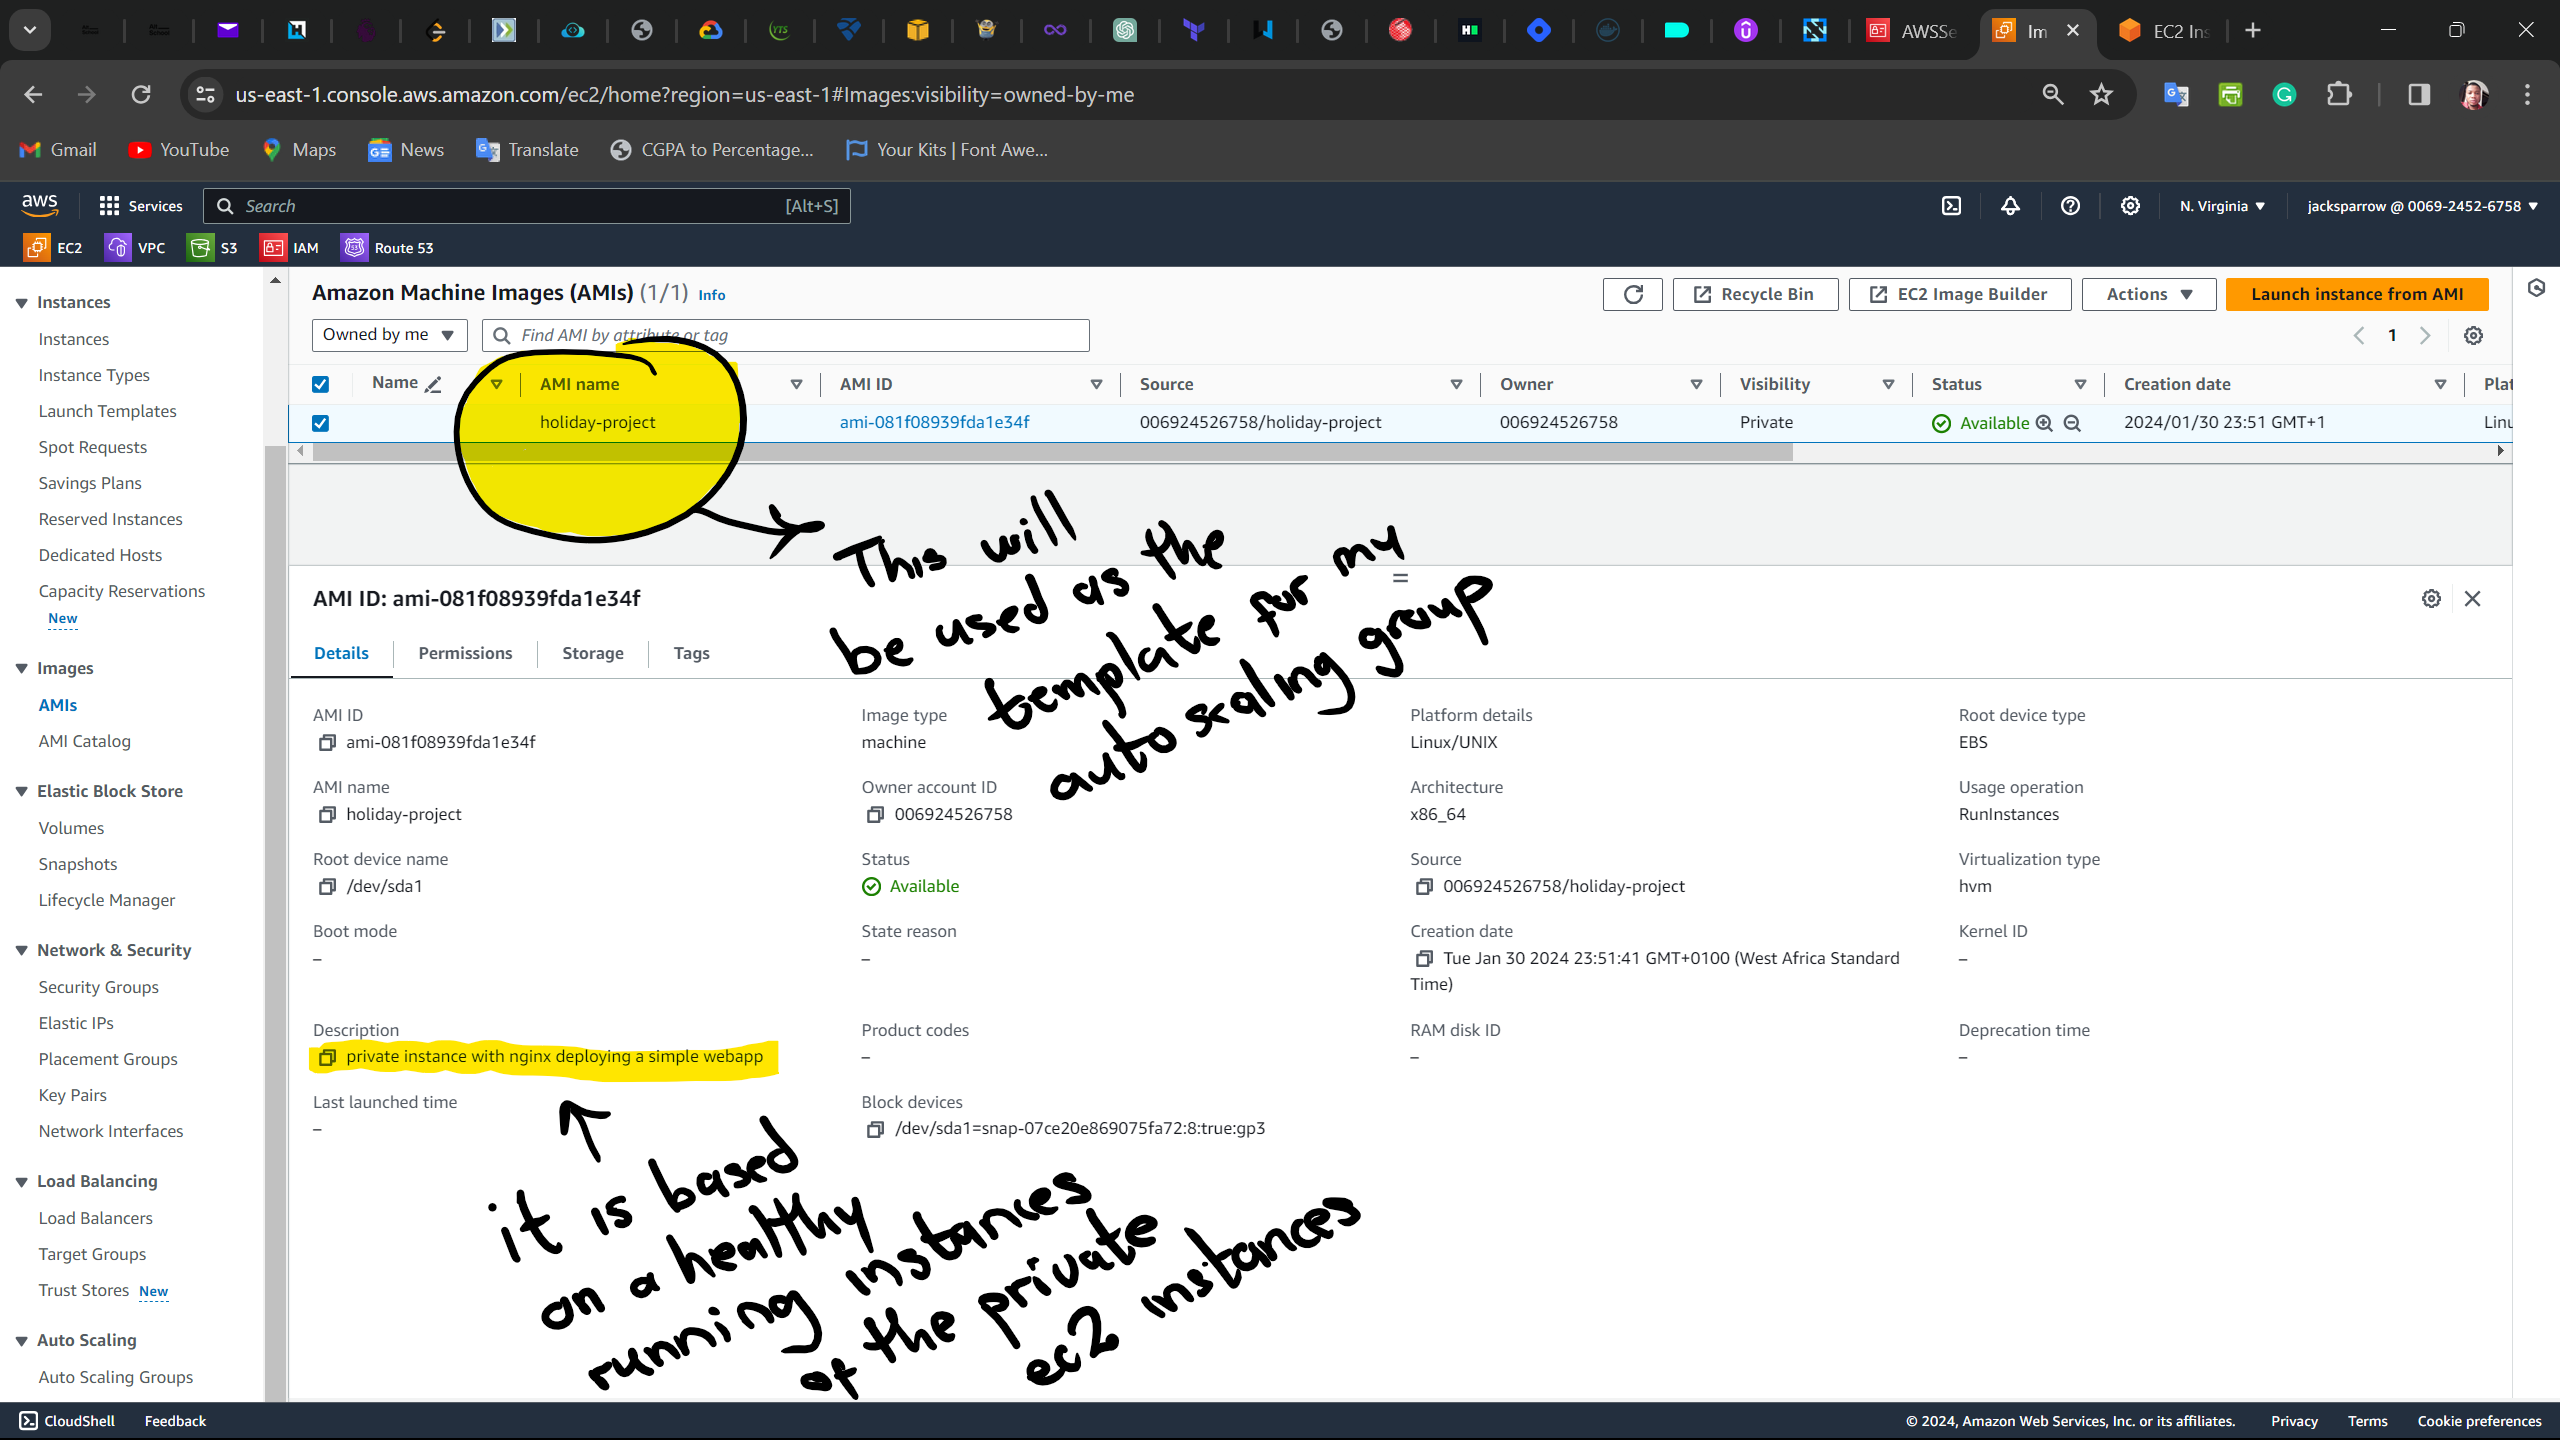 AWSSe
Im
EC2 Ins
us-east-1.console.aws.amazon.com/ec2/home?region=us-east-1#Images:visibility=owned-by-me
Gmail YouTube Maps News Translate CGPA to Percentage... Your Kits | Font Awe...
aws Services Search [Alt+S] N. Virginia jacksparrow @ 0069-2452-6758
EC2 VPC S3 IAM Route 53
Instances
Instances
Instance Types
Launch Templates
Spot Requests
Savings Plans
Reserved Instances
Dedicated Hosts
Capacity Reservations
New
Images
AMIs
AMI Catalog
Elastic Block Store
Volumes
Snapshots
Lifecycle Manager
Network & Security
Security Groups
Elastic IPs
Placement Groups
Key Pairs
Network Interfaces
Load Balancing
Load Balancers
Target Groups
Trust Stores New
Auto Scaling
Auto Scaling Groups
Amazon Machine Images (AMIs) (1/1) Info
Recycle Bin EC2 Image Builder Actions Launch instance from AMI
Owned by me Find AMI by attribute or tag 1
Name AMI name AMI ID Source Owner Visibility Status Creation date Plat
holiday-project ami-081f08939fda1e34f 006924526758/holiday-project 006924526758 Private Available 2024/01/30 23:51 GMT+1 Linu
This will
be used as the
template for my
auto scaling group
AMI ID: ami-081f08939fda1e34f
Details Permissions Storage Tags
AMI ID
ami-081f08939fda1e34f
Image type
machine
Platform details
Linux/UNIX
Root device type
EBS
AMI name
holiday-project
Owner account ID
006924526758
Architecture
x86_64
Usage operation
RunInstances
Root device name
/dev/sda1
Status
Available
Source
006924526758/holiday-project
Virtualization type
hvm
Boot mode
–
State reason
–
Creation date
Tue Jan 30 2024 23:51:41 GMT+0100 (West Africa Standard
Time)
Kernel ID
–
Description
private instance with nginx deploying a simple webapp
Product codes
–
RAM disk ID
–
Deprecation time
–
Last launched time
–
Block devices
/dev/sda1=snap-07ce20e869075fa72:8:true:gp3
it is based
on a healthy
running instances
of the private
ec2 instances
CloudShell Feedback © 2024, Amazon Web Services, Inc. or its affiliates. Privacy Terms Cookie preferences